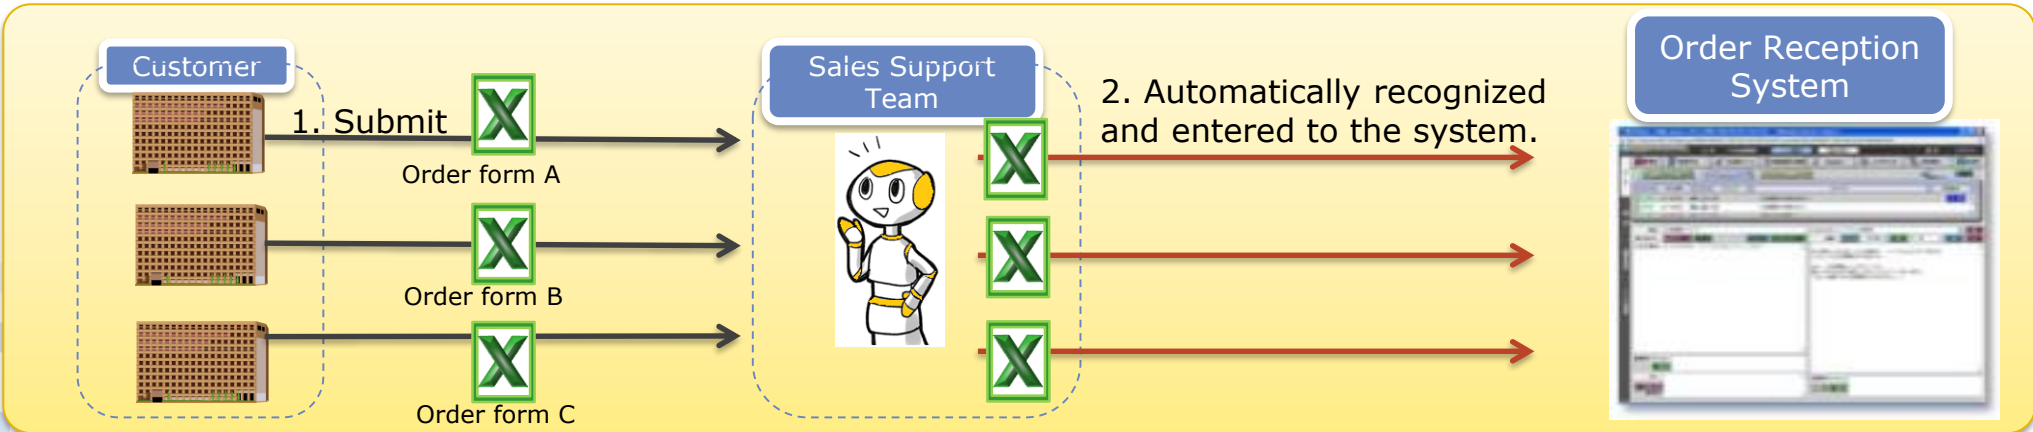 Customer
1. Submit
Order form A
Order form B
Order form C
Sales Support
Team
2. Automatically recognized
and entered to the system.
Order Reception
System